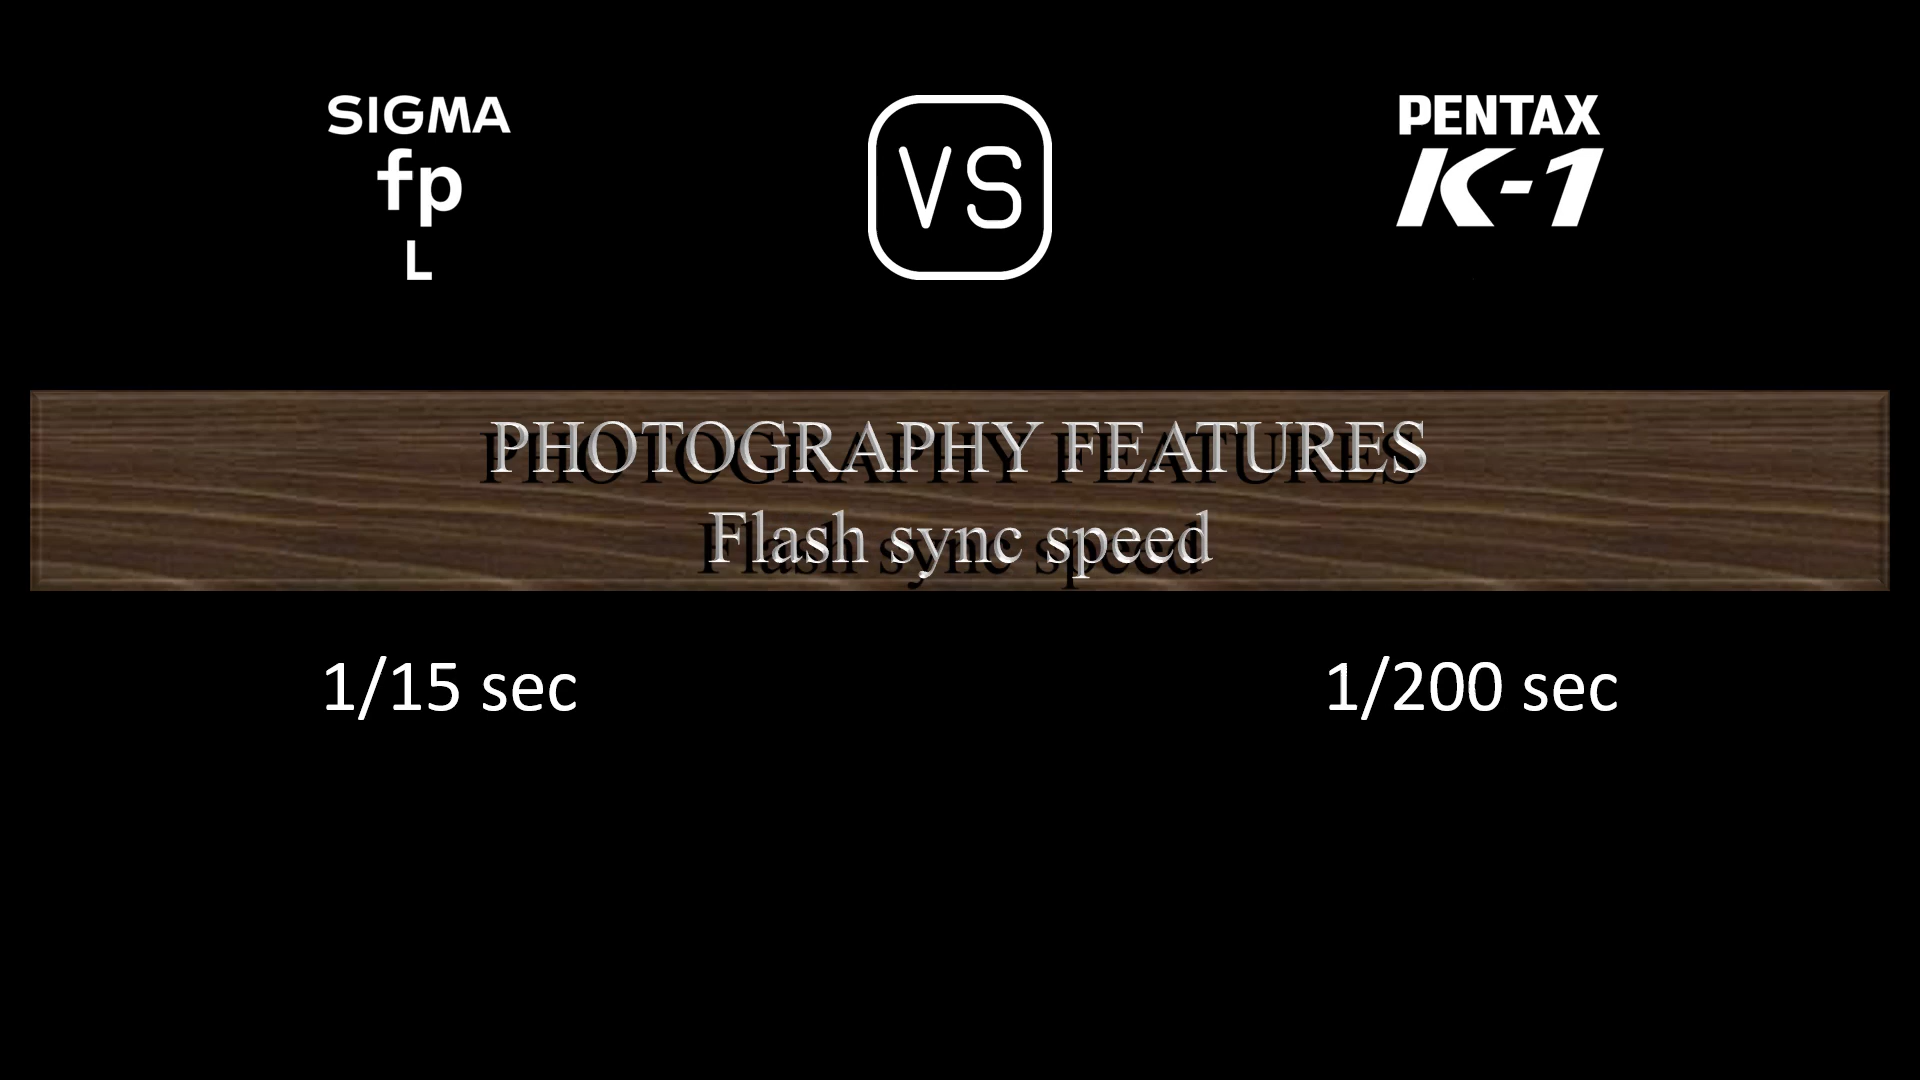 SIGMA
fp
L
VS
PENTAX
K-1
PHOTOGRAPHY FEATURES
Flash sync speed
1/15 sec
1/200 sec